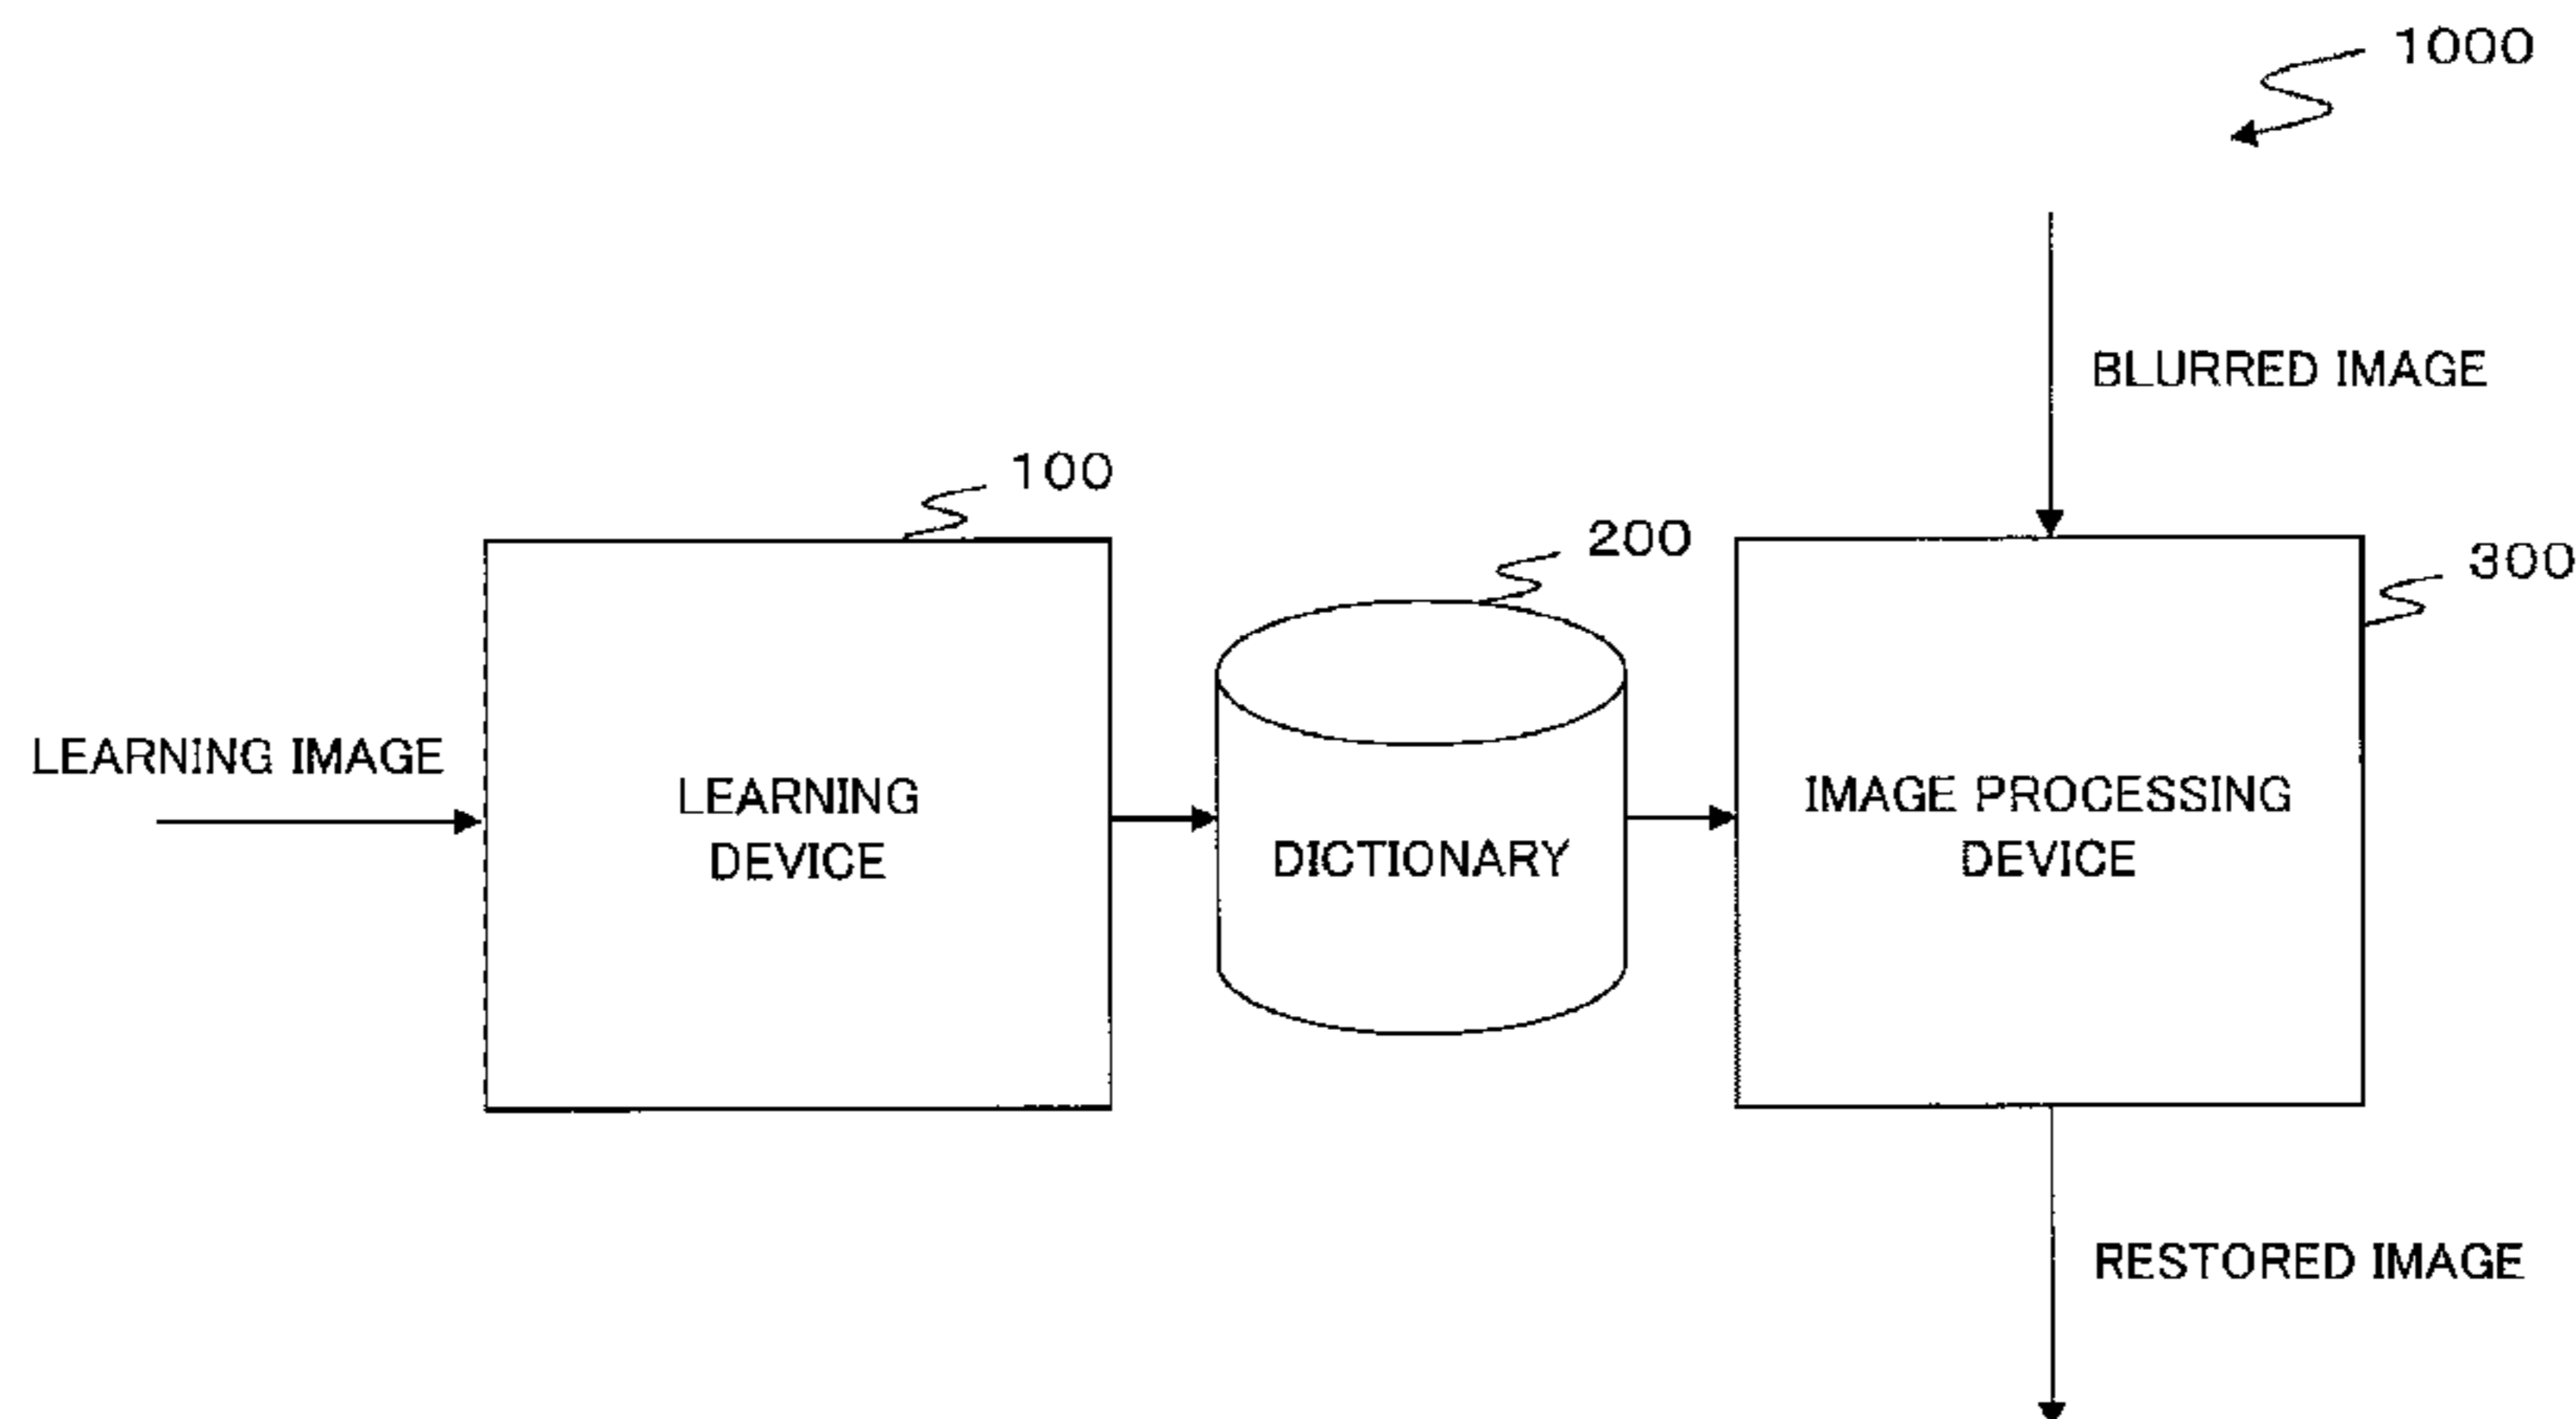 1000
BLURRED IMAGE
100
200
300
LEARNING IMAGE
LEARNING
DEVICE
DICTIONARY
IMAGE PROCESSING
DEVICE
RESTORED IMAGE